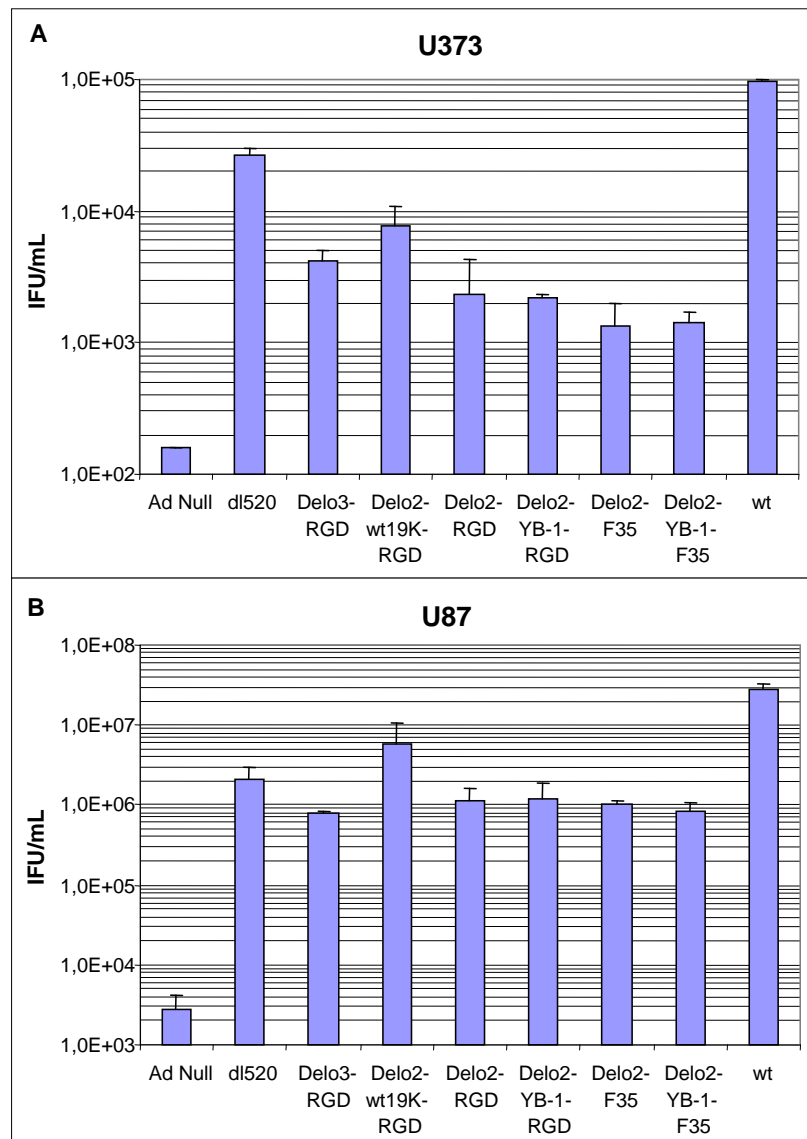 A
U373
1,0E+05
1,0E+04
1,0E+03
1,0E+02
IFU/mL
Ad Null dl520 Delo3- Delo2- Delo2- Delo2- Delo2- Delo2- wt
RGD wt19K- RGD YB-1- F35 YB-1-
RGD RGD F35
B
U87
1,0E+08
1,0E+07
1,0E+06
1,0E+05
1,0E+04
1,0E+03
IFU/mL
Ad Null dl520 Delo3- Delo2- Delo2- Delo2- Delo2- Delo2- wt
RGD wt19K- RGD YB-1- F35 YB-1-
RGD RGD F35